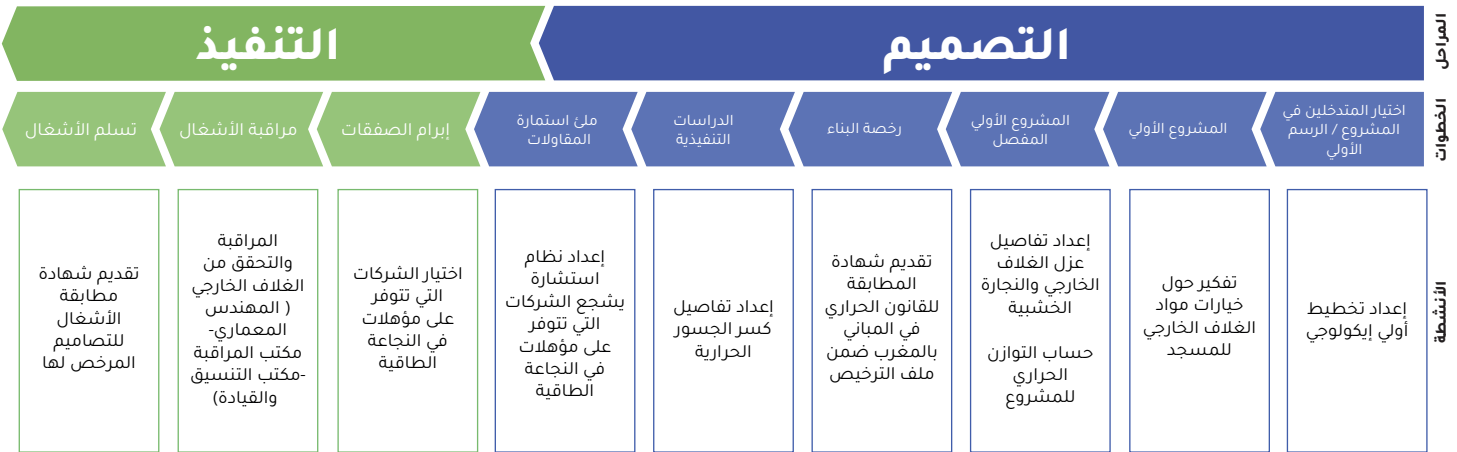 المراحل
التصميم
التنفيذ
الخطوات
اختيار المتدخلين في
المشروع / الرسم
الأولي
المشروع الأولي
المشروع الأولي
المفصل
رخصة البناء
الدراسات
التنفيذية
ملئ استمارة
المقاولات
إبرام الصفقات
مراقبة الأشغال
تسلم الأشغال
الأنشطة
إعداد تخطيط
أولي إيكولوجي
تفكير حول
خيارات مواد
الغلاف الخارجي
للمسجد
إعداد تفاصيل
عزل الغلاف
الخارجي والنجارة
الخشبية
حساب التوازن
الحراري
للمشروع
تقديم شهادة
المطابقة
للقانون الحراري
في المباني
بالمغرب ضمن
ملف الترخيص
إعداد تفاصيل
كسر الجسور
الحرارية
إعداد نظام
استشارة
يشجع الشركات
التي تتوفر
على مؤهلات
في النجاعة
الطاقية
اختيار الشركات
التي تتوفر
على مؤهلات
في النجاعة
الطاقية
المراقبة
والتحقق من
الغلاف الخارجي
( المهندس
المعماري-
مكتب المراقبة
-مكتب التنسيق
والقيادة)
تقديم شهادة
مطابقة
الأشغال
للتصاميم
المرخص لها